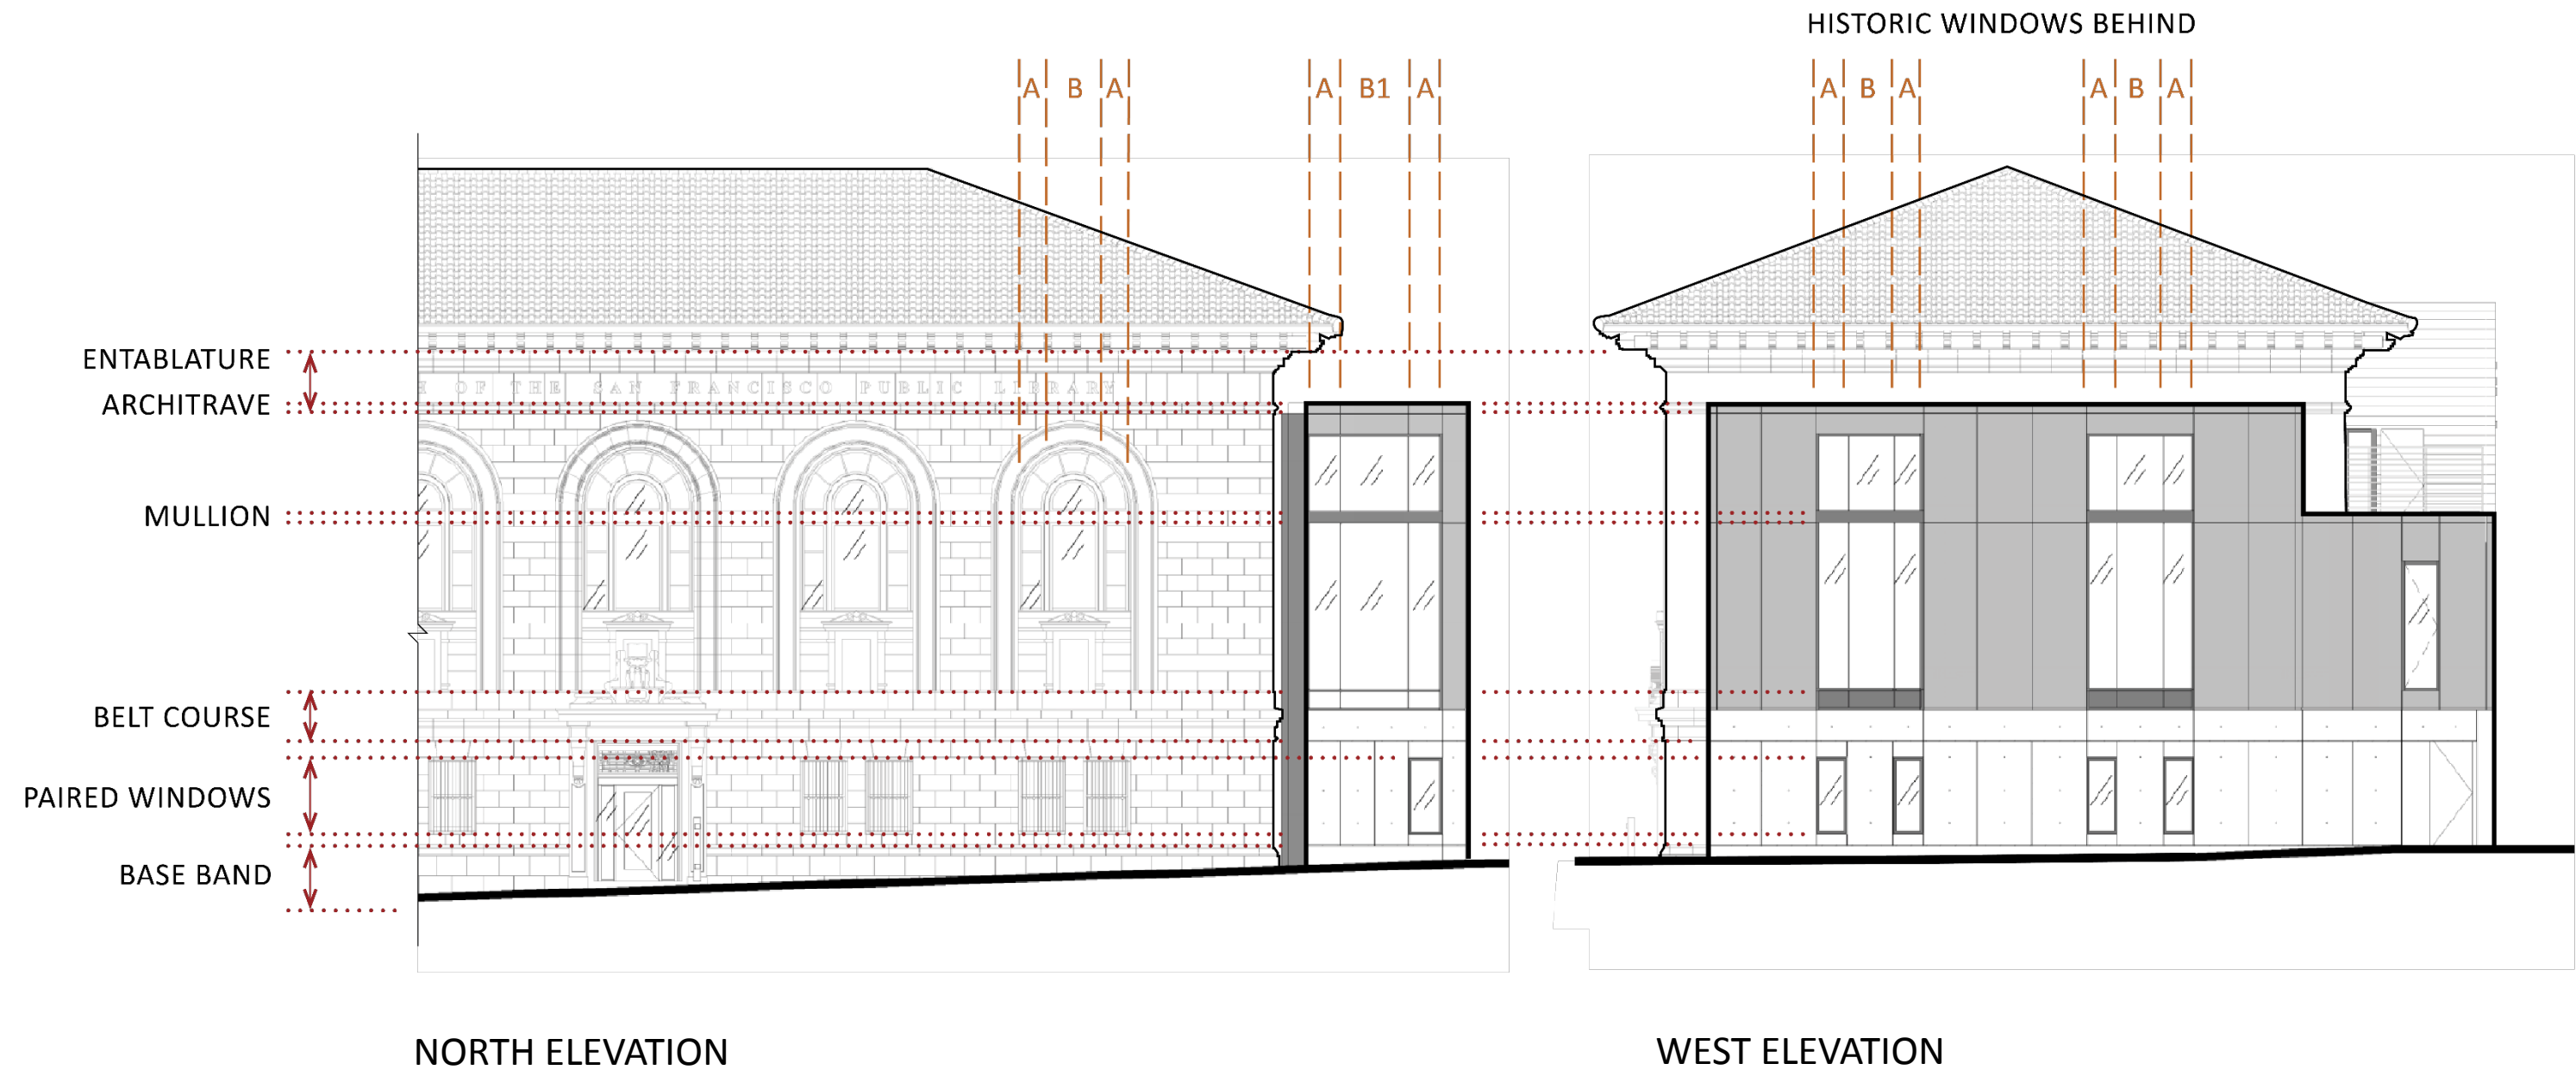 HISTORIC WINDOWS BEHIND
A B A A B1 A A B A A B A
ENTABLATURE
H OF THE SAN FRANCISCO PUBLIC LIBRARY
ARCHITRAVE
MULLION
BELT COURSE
PAIRED WINDOWS
BASE BAND
NORTH ELEVATION
WEST ELEVATION